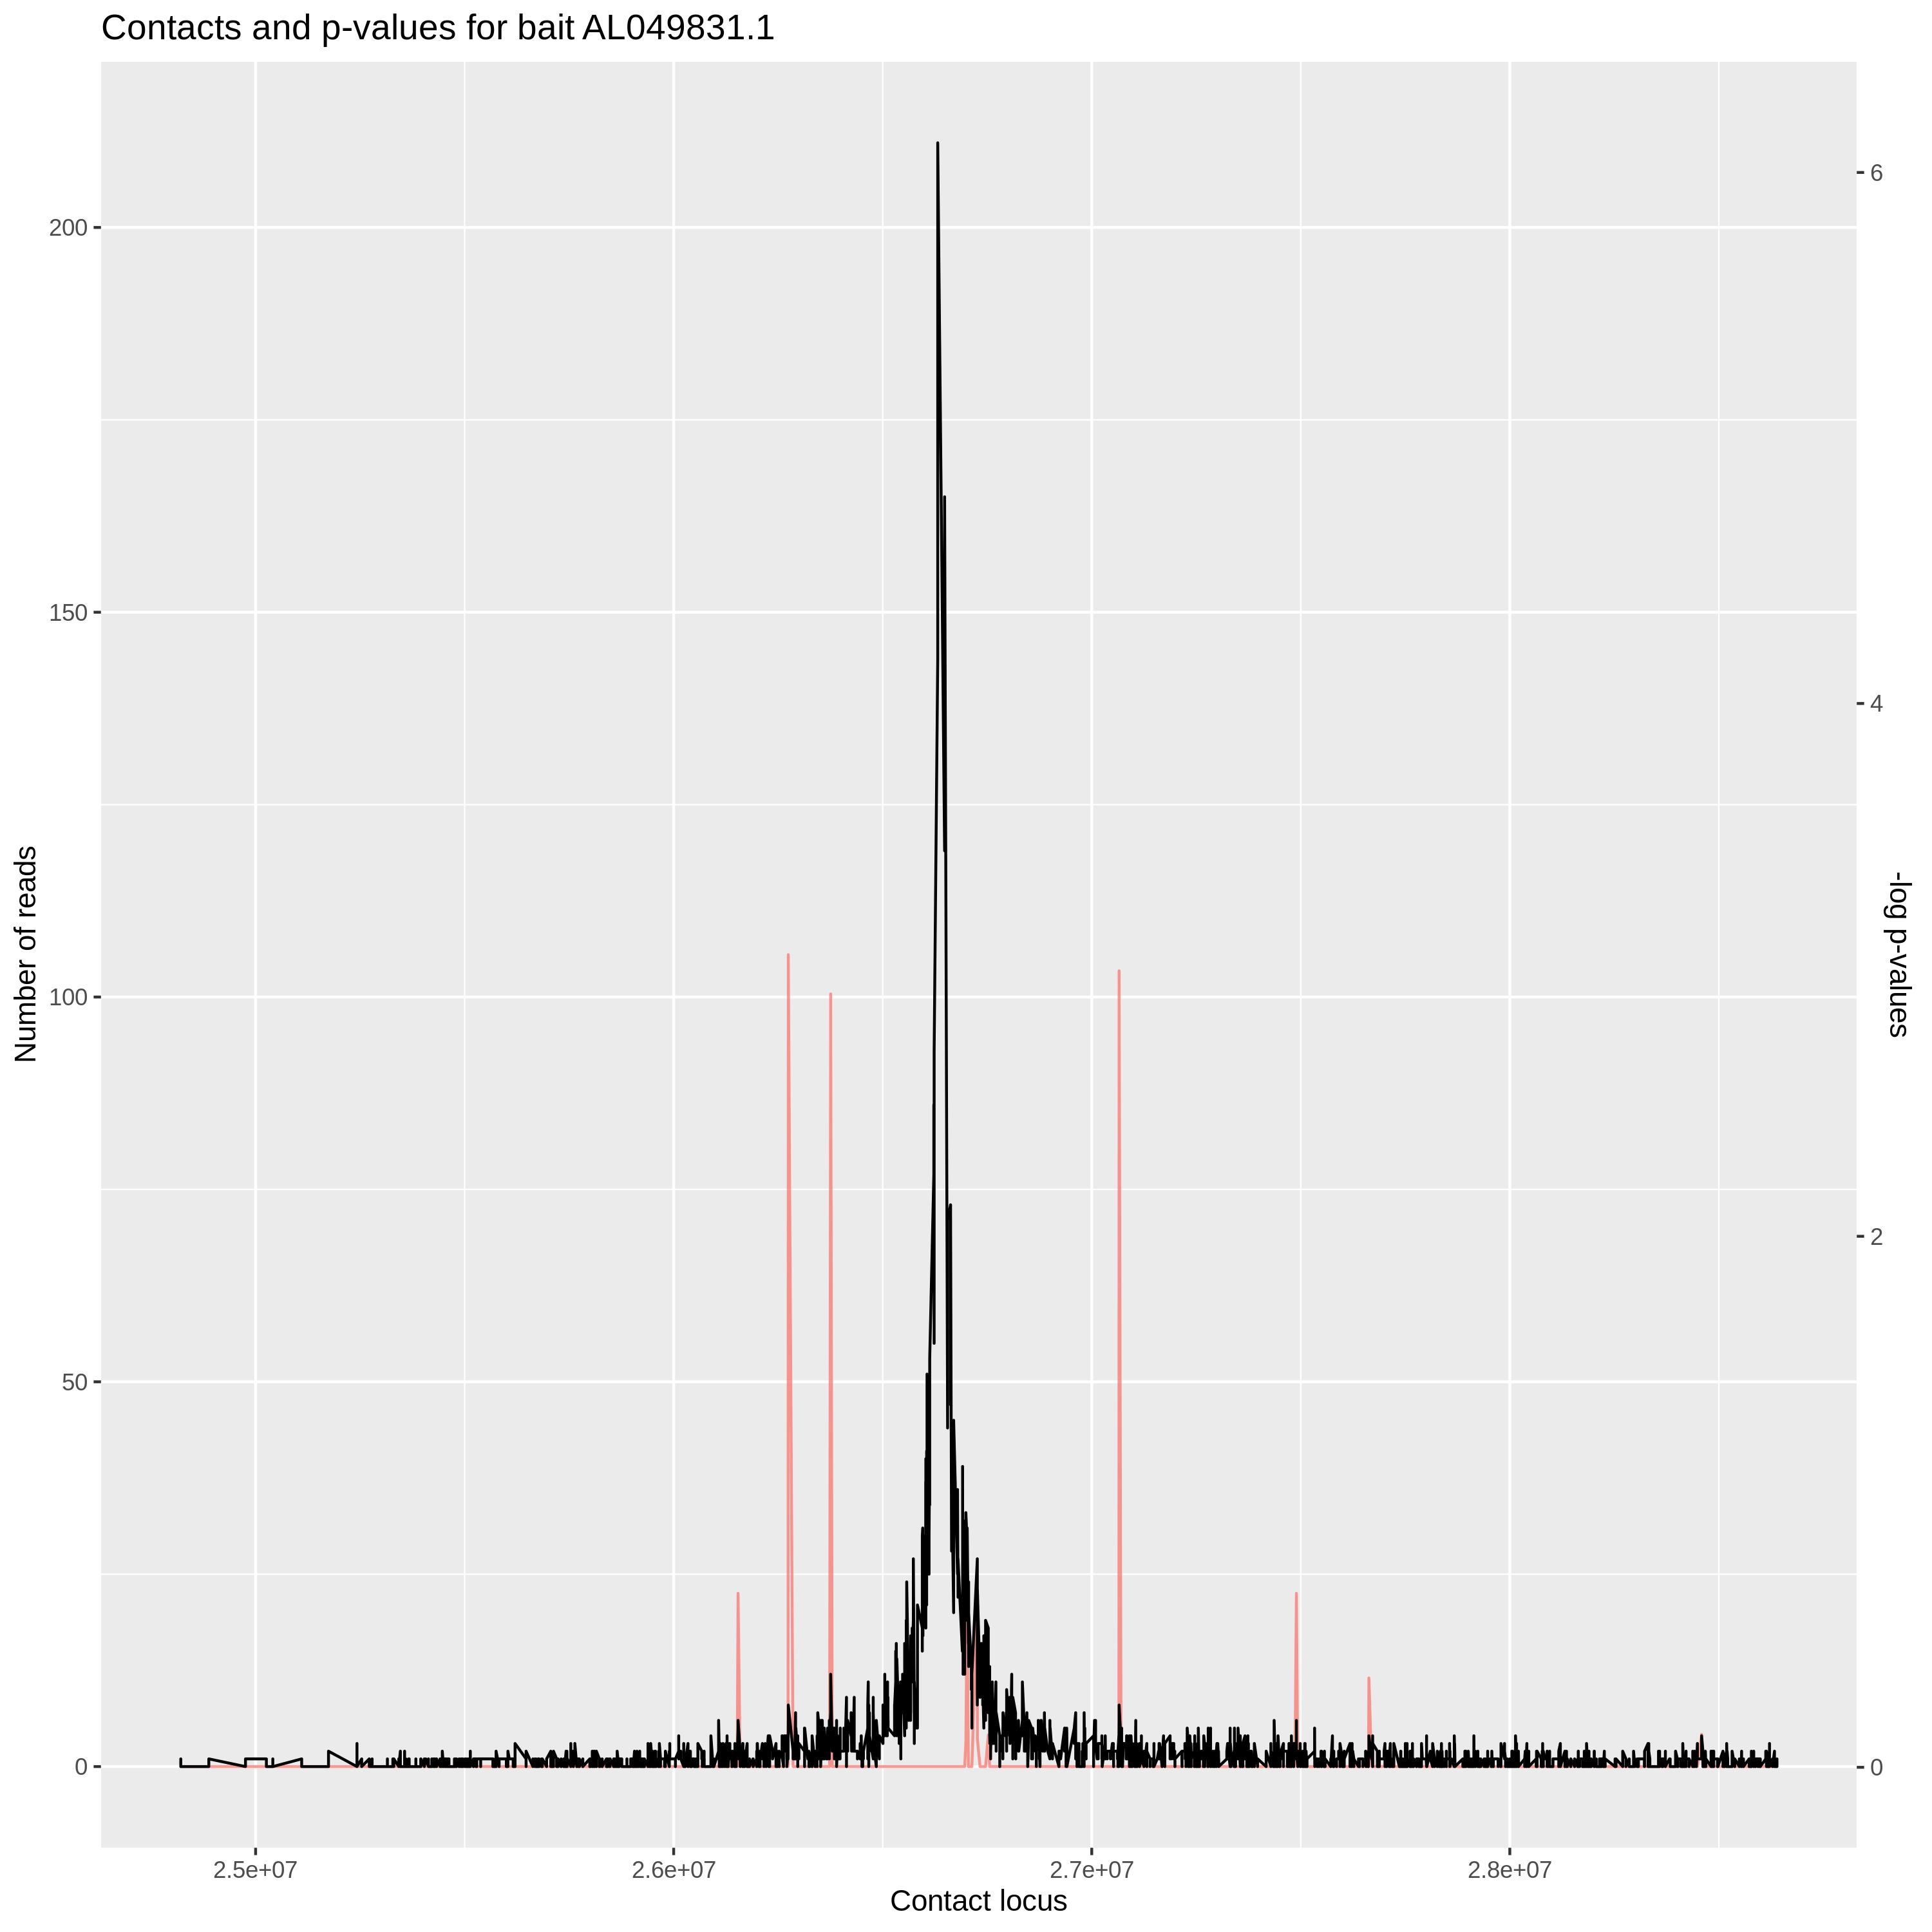 Contacts and p-values for bait AL049831.1
200
150
100
50
0
Number of reads
6
4
2
0
-log p-values
2.5e+07 2.6e+07 2.7e+07 2.8e+07
Contact locus